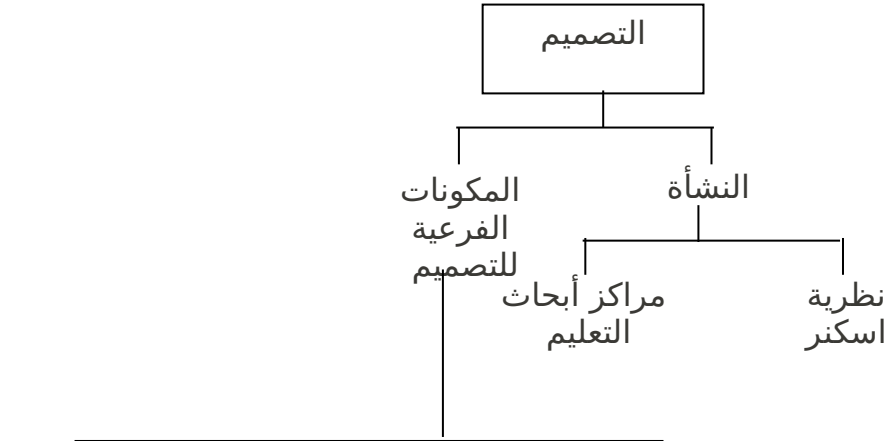 التصميم
النشأة
المكونات
الفرعية
للتصميم
نظرية
اسكنر
مراكز أبحاث
التعليم